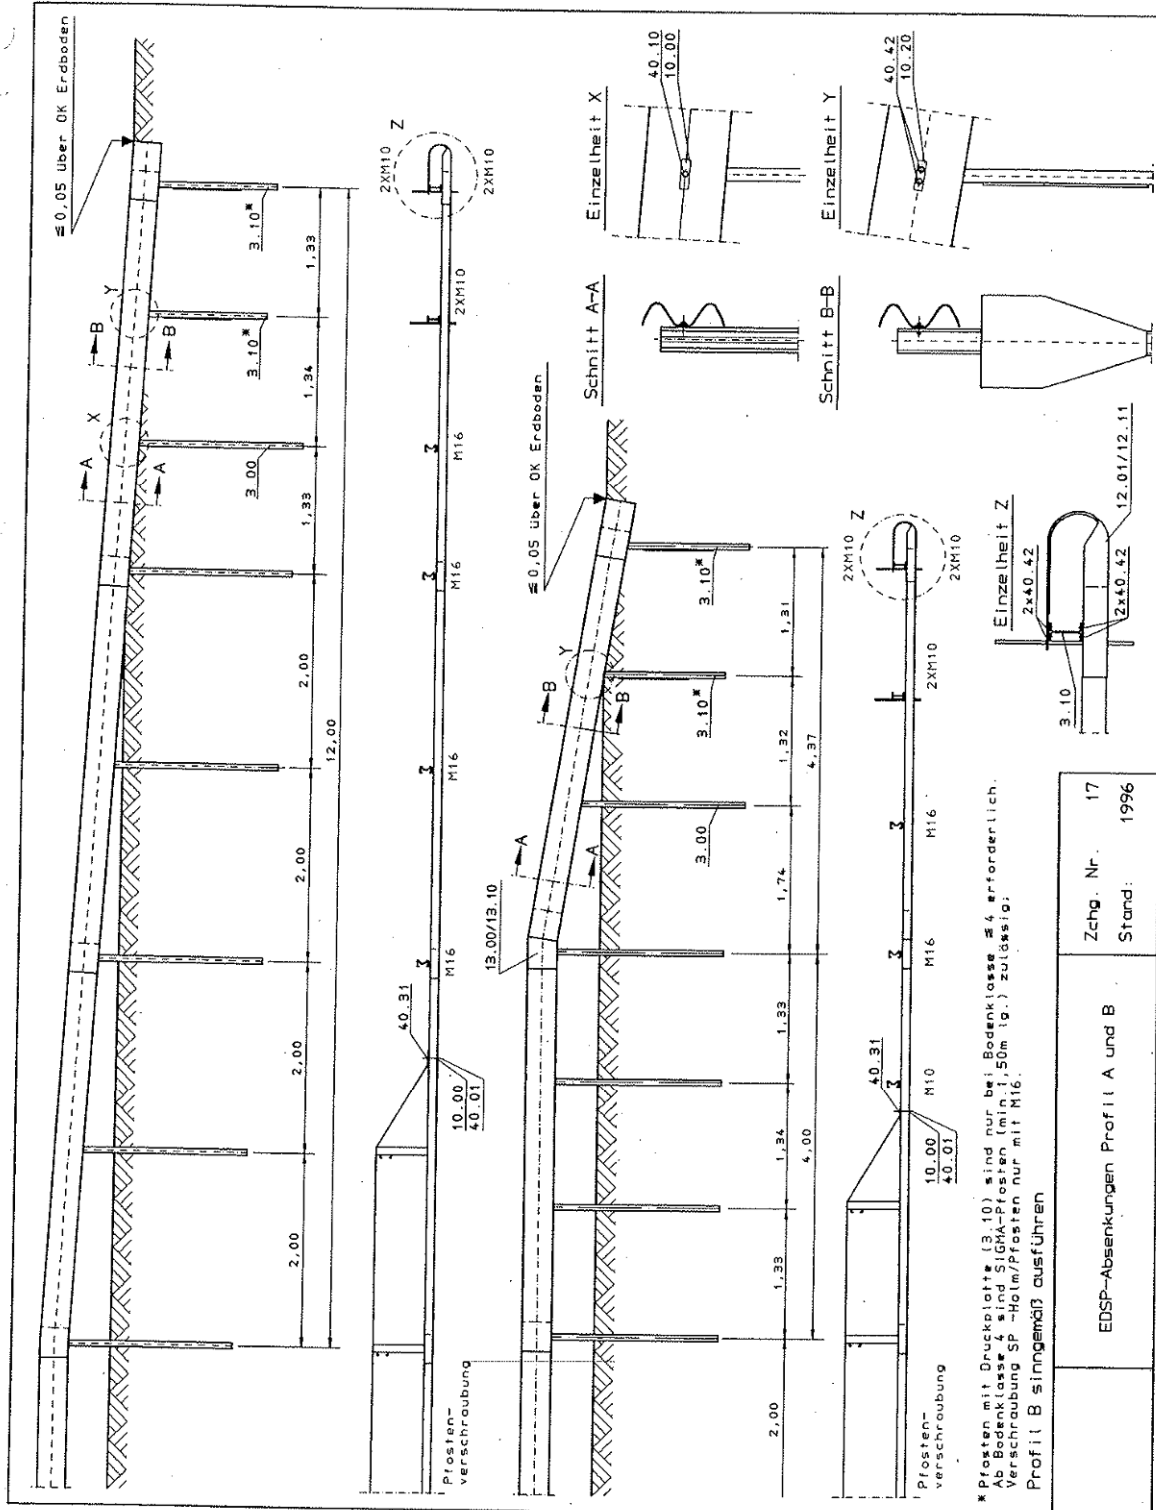 ≦0,05 über OK Erdboden
B
Y
B
X
A
A
3.10*
3.10*
3.00
2,00
2,00
2,00
2,00
1,33
1,34
1,33
12,00
Pfosten-
verschraubung
10.00
40.01
40.31
M16
M16
M16
M16
2XM10
2XM10
2XM10
Z
≦0,05 über OK Erdboden
13.00/13.10
A
A
B
B
Y
3.00
3.10*
3.10*
2,00
1,33
1,34
1,33
1,74
1,32
1,31
4,00
4,37
Pfosten-
verschraubung
10.00
40.01
40.31
M10
M16
M16
2XM10
2XM10
2XM10
Z
Schnitt A-A
Einzelheit X
40.10
10.00
Schnitt B-B
Einzelheit Y
40.42
10.20
Einzelheit Z
2x40.42
2x40.42
3.10
12.01/12.11
* Pfosten mit Druckplatte (3.10) sind nur bei Bodenklasse ≦ 4 erforderlich.
Ab Bodenklasse 4 sind SIGMA-Pfosten (min.1,50m lg.) zulässig;
Verschraubung SP -Holm/Pfosten nur mit M16.
Profil B sinngemäß ausführen
EDSP-Absenkungen Profil A und B
Zchg. Nr. 17
Stand: 1996